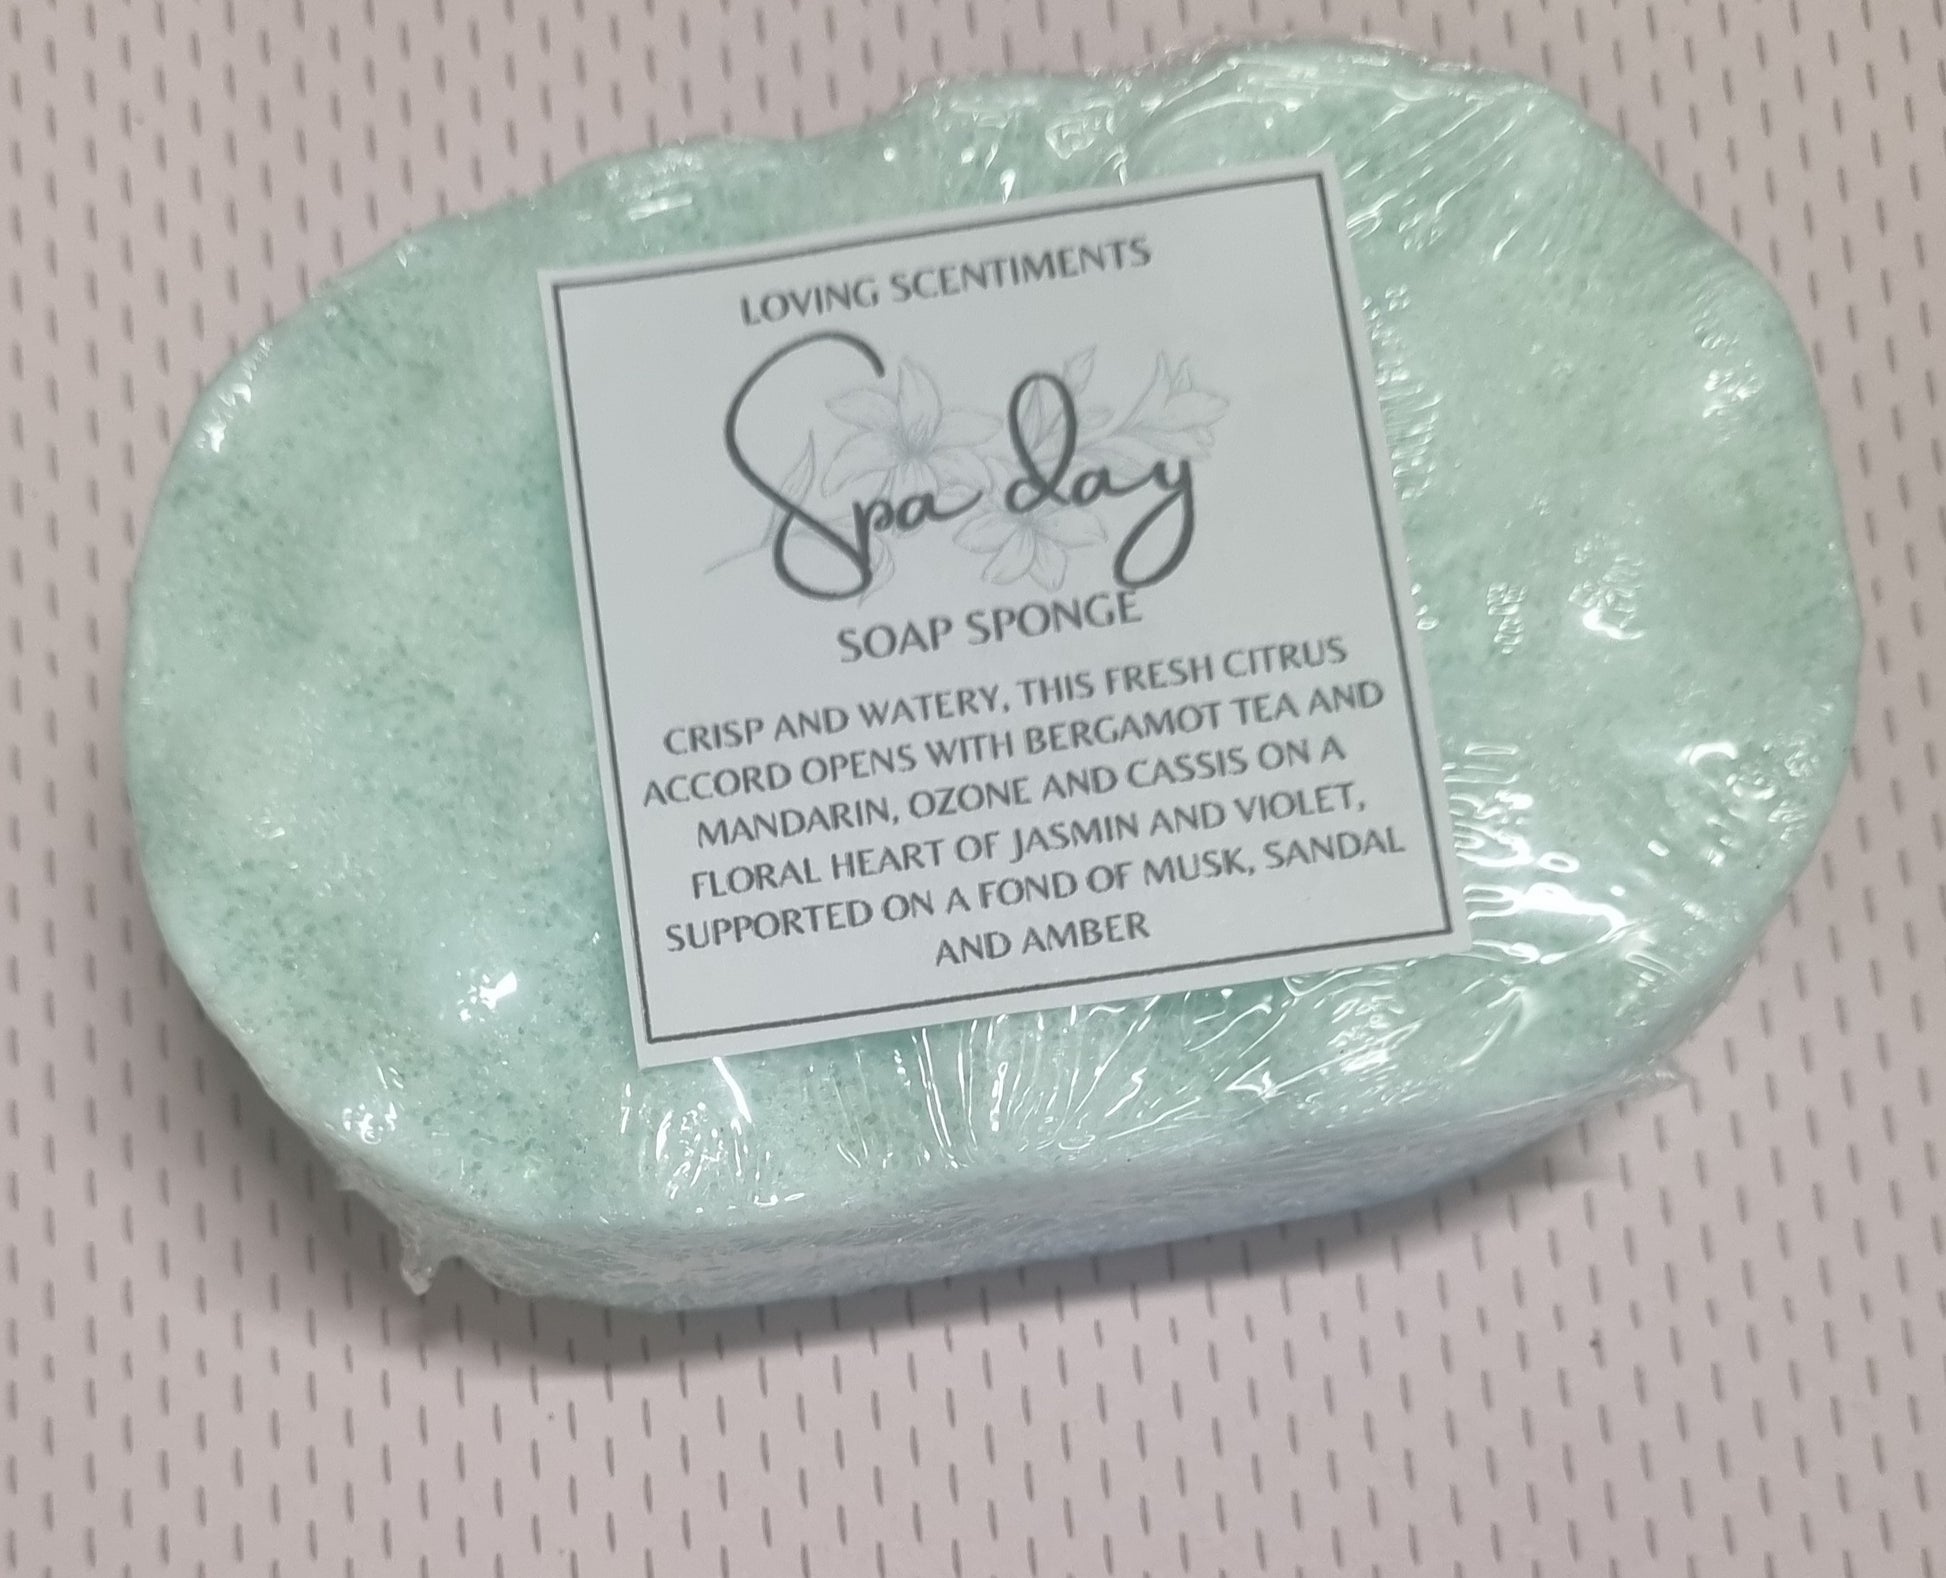 LOVING SCENTIMENTS
Spa day
SOAP SPONGE
CRISP AND WATERY, THIS FRESH CITRUS
ACCORD OPENS WITH BERGAMOT TEA AND
MANDARIN, OZONE AND CASSIS ON A
FLORAL HEART OF JASMIN AND VIOLET,
SUPPORTED ON A FOND OF MUSK, SANDAL
AND AMBER